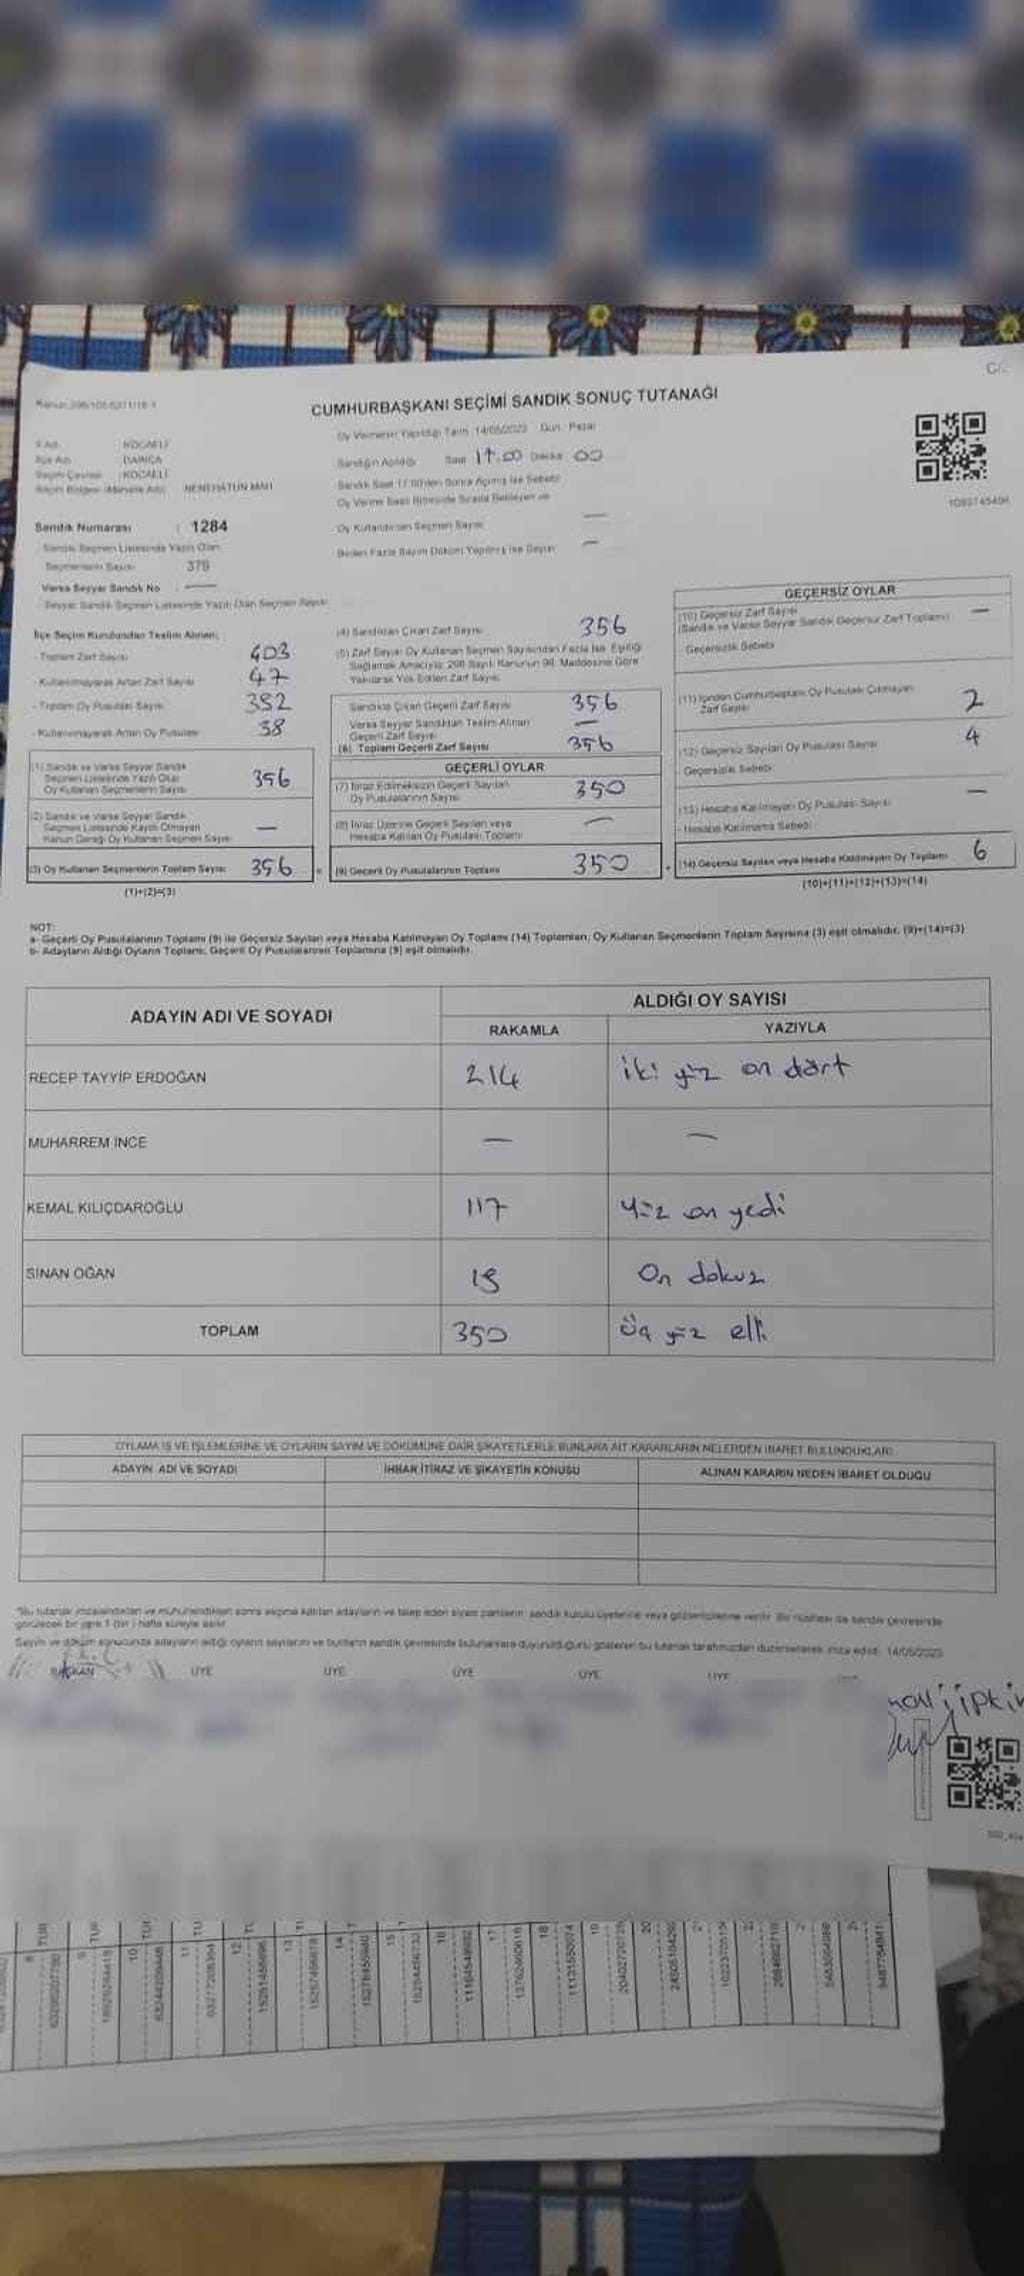 CUMHURBAŞKANI SEÇİMİ SANDIK SONUÇ TUTANAĞI
Oy Vermenin Yapıldığı Tarih 14/05/2023 Gün: Pazar
İl Adı KOCAELİ
İlçe Adı DARICA
Seçim Çevresi KOCAELİ
Seçim Bölgesi (Mahalle Adı) NENEHATUN MAH
Sandığın Açıldığı Saat 17.00 Dakika 00
Sandık Saat 17.00'den Sonra Açılmış İse Sebebi
Oy Verme Saati Bitiminde Sırada Bekleyen ve
Oy Kullandırılan Seçmen Sayısı —
Birden Fazla Sayım Döküm Yapılmış İse Sayısı —
Sandık Numarası : 1284
Sandık Seçmen Listesinde Yazılı Olan
Seçmenlerin Sayısı 379
Varsa Seyyar Sandık No —
Seyyar Sandık Seçmen Listesinde Yazılı Olan Seçmen Sayısı
İlçe Seçim Kurulundan Teslim Alınan;
- Toplam Zarf Sayısı 403
- Kullanılmayarak Artan Zarf Sayısı 47
- Toplam Oy Pusulası Sayısı 392
- Kullanılmayarak Artan Oy Pusulası 38
(1) Sandık ve Varsa Seyyar Sandık
Seçmen Listesinde Yazılı Olup
Oy Kullanan Seçmenlerin Sayısı 356
(2) Sandık ve Varsa Seyyar Sandık
Seçmen Listesinde Kayıtlı Olmayan
Kanun Gereği Oy Kullanan Seçmen Sayısı —
(3) Oy Kullanan Seçmenlerin Toplam Sayısı 356
(1)+(2)=(3)
(4) Sandıktan Çıkan Zarf Sayısı 356
(5) Zarf Sayısı Oy Kullanan Seçmen Sayısından Fazla İse, Eşitliği
Sağlamak Amacıyla; 298 Sayılı Kanunun 98. Maddesine Göre
Yakılarak Yok Edilen Zarf Sayısı
Sandıkta Çıkan Geçerli Zarf Sayısı 356
Varsa Seyyar Sandıktan Teslim Alınan
Geçerli Zarf Sayısı —
(6) Toplam Geçerli Zarf Sayısı 356
GEÇERLİ OYLAR
(7) İtiraz Edilmeksizin Geçerli Sayılan
Oy Pusulalarının Sayısı 350
(8) İtiraz Üzerine Geçerli Sayılan veya
Hesaba Katılan Oy Pusulası Toplamı —
(9) Geçerli Oy Pusulalarının Toplamı 350
GEÇERSİZ OYLAR
(10) Geçersiz Zarf Sayısı —
(Sandık ve Varsa Seyyar Sandık Geçersiz Zarf Toplamı)
Geçersizlik Sebebi
(11) İçinden Cumhurbaşkanı Oy Pusulası Çıkmayan
Zarf Sayısı 2
(12) Geçersiz Sayılan Oy Pusulası Sayısı 4
Geçersizlik Sebebi
(13) Hesaba Katılmayan Oy Pusulası Sayısı —
Hesaba Katılmama Sebebi
(14) Geçersiz Sayılan veya Hesaba Katılmayan Oy Toplamı 6
(10)+(11)+(12)+(13)=(14)
NOT:
a- Geçerli Oy Pusulalarının Toplamı (9) ile Geçersiz Sayılan veya Hesaba Katılmayan Oy Toplamı (14) Toplamları, Oy Kullanan Seçmenlerin Toplam Sayısına (3) eşit olmalıdır. (9)+(14)=(3)
b- Adayların Aldığı Oyların Toplamı, Geçerli Oy Pusulalarının Toplamına (9) eşit olmalıdır.
ADAYIN ADI VE SOYADI
ALDIĞI OY SAYISI
RAKAMLA YAZIYLA
RECEP TAYYİP ERDOĞAN 214 iki yüz on dört
MUHARREM İNCE — —
KEMAL KILIÇDAROĞLU 117 yüz on yedi
SİNAN OĞAN 19 On dokuz
TOPLAM 350 üç yüz elli
OYLAMA İŞ VE İŞLEMLERİNE VE OYLARIN SAYIM VE DÖKÜMÜNE DAİR ŞİKAYETLERLE BUNLARA AİT KARARLARIN NELERDEN İBARET BULUNDUKLARI
ADAYIN ADI VE SOYADI İHBAR,İTİRAZ VE ŞİKAYETİN KONUSU ALINAN KARARIN NEDEN İBARET OLDUĞU
*Bu tutanak imzalandıktan ve mühürlendikten sonra seçime katılan adayların ve talep eden siyasi partilerin sandık kurulu üyelerine veya gözlemcilerine verilir. Bir nüshası da sandık çevresinde
görülecek bir yere 1 (bir) hafta süreyle asılır.
Sayım ve döküm sonucunda adayların aldığı oyların sayılarını ve bunların sandık çevresinde bulunanlara duyurulduğunu gösteren bu tutanak tarafımızdan düzenlenerek imza edildi. 14/05/2023
BAŞKAN ÜYE ÜYE ÜYE ÜYE ÜYE